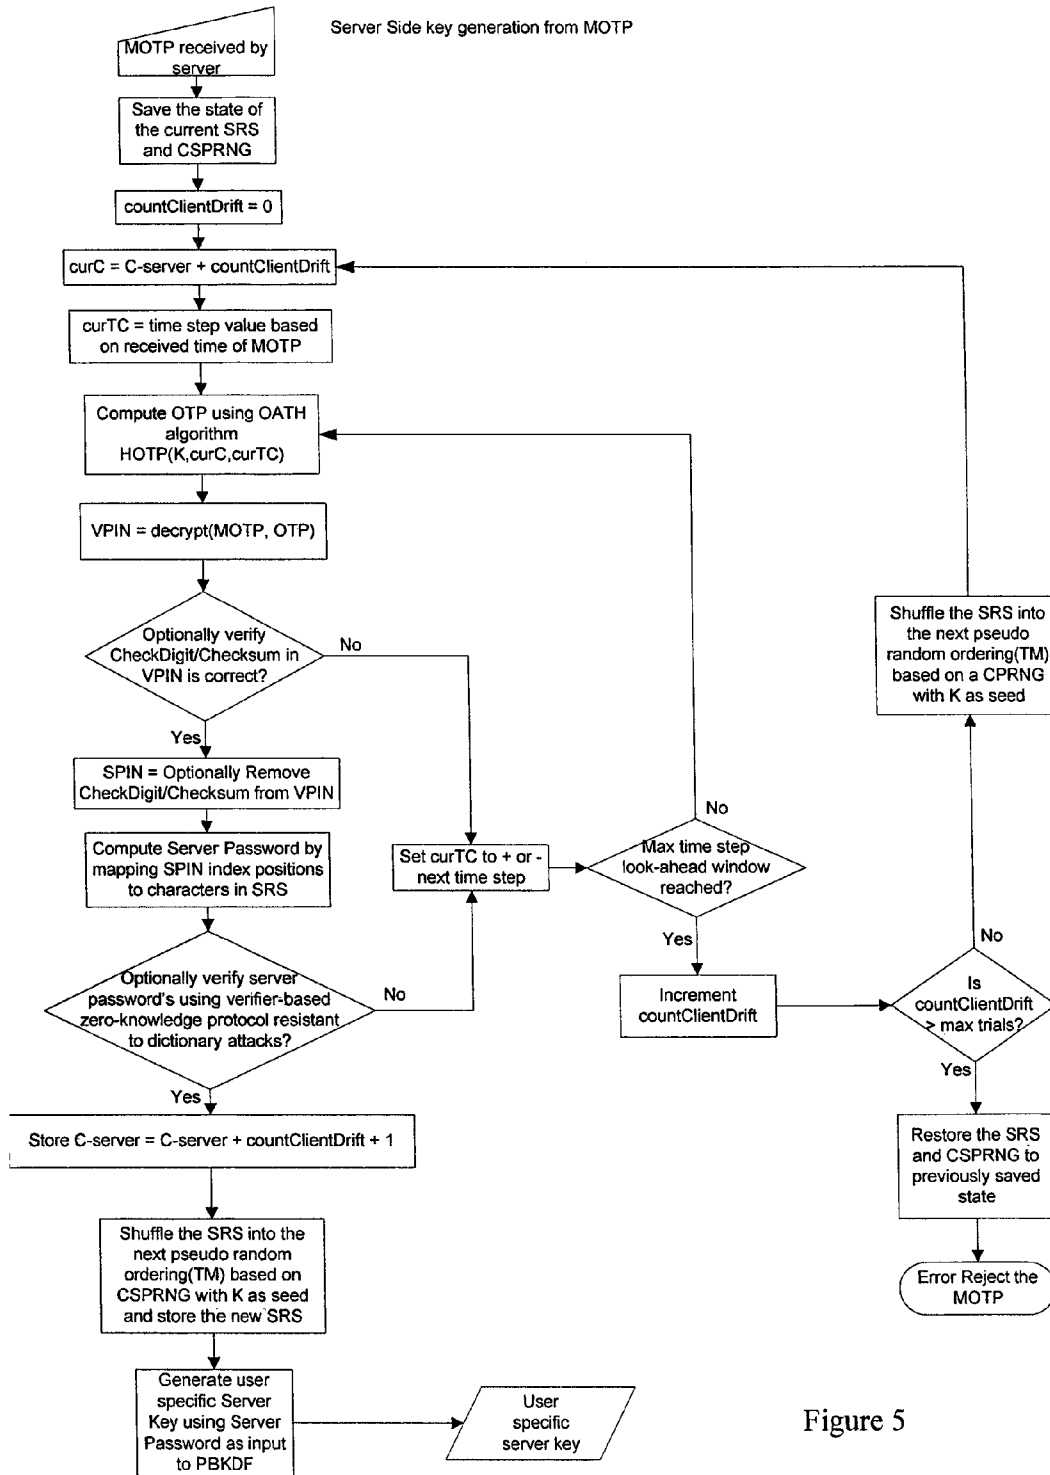 Server Side key generation from MOTP
MOTP received by
server
Save the state of
the current SRS
and CSPRNG
countClientDrift = 0
curC = C-server + countClientDrift
curTC = time step value based
on received time of MOTP
Compute OTP using OATH
algorithm
HOTP(K,curC,curTC)
VPIN = decrypt(MOTP, OTP)
Optionally verify
CheckDigit/Checksum in
VPIN is correct?
No
Yes
SPIN = Optionally Remove
CheckDigit/Checksum from VPIN
Compute Server Password by
mapping SPIN index positions
to characters in SRS
Optionally verify server
password's using verifier-based
zero-knowledge protocol resistant
to dictionary attacks?
No
Yes
Store C-server = C-server + countClientDrift + 1
Shuffle the SRS into the
next pseudo random
ordering(TM) based on
CSPRNG with K as seed
and store the new SRS
Generate user
specific Server
Key using Server
Password as input
to PBKDF
User
specific
server key
Set curTC to + or -
next time step
Max time step
look-ahead window
reached?
No
Yes
Increment
countClientDrift
Is
countClientDrift
> max trials?
No
Yes
Shuffle the SRS into
the next pseudo
random ordering(TM)
based on a CPRNG
with K as seed
Restore the SRS
and CSPRNG to
previously saved
state
Error Reject the
MOTP
Figure 5